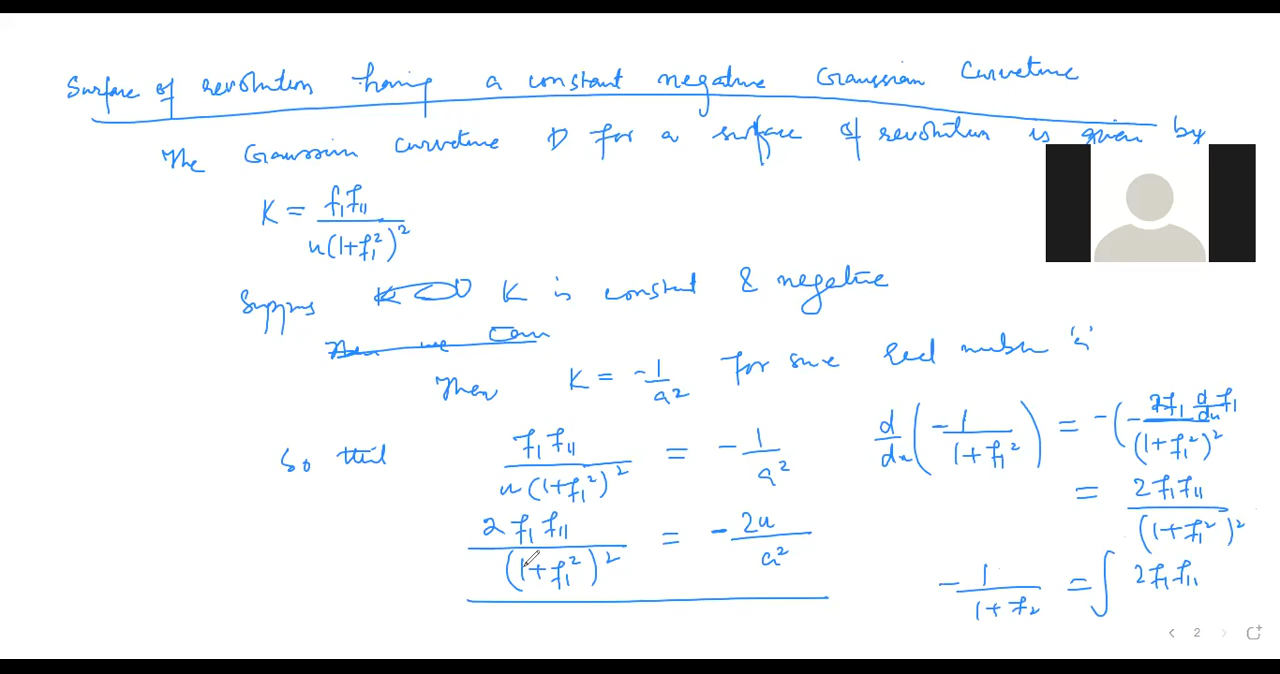 Surface of revolution having a constant negative Gaussian Curvature
The Gaussian curvature for a surface of revolution is given by
K = f₁f₁₁ / u(1+f₁²)²
Suppose K is constant & negative
Then K = -1/a² for some real number 'a'
So that f₁f₁₁ / u(1+f₁²)² = -1/a²
2f₁f₁₁ / (1+f₁²)² = -2u/a²
d/du (-1/(1+f₁²)) = -(-2f₁ d/du f₁ / (1+f₁²)²
= 2f₁f₁₁ / (1+f₁²)²
-1/(1+f₂ = ∫ 2f₁f₁₁
2